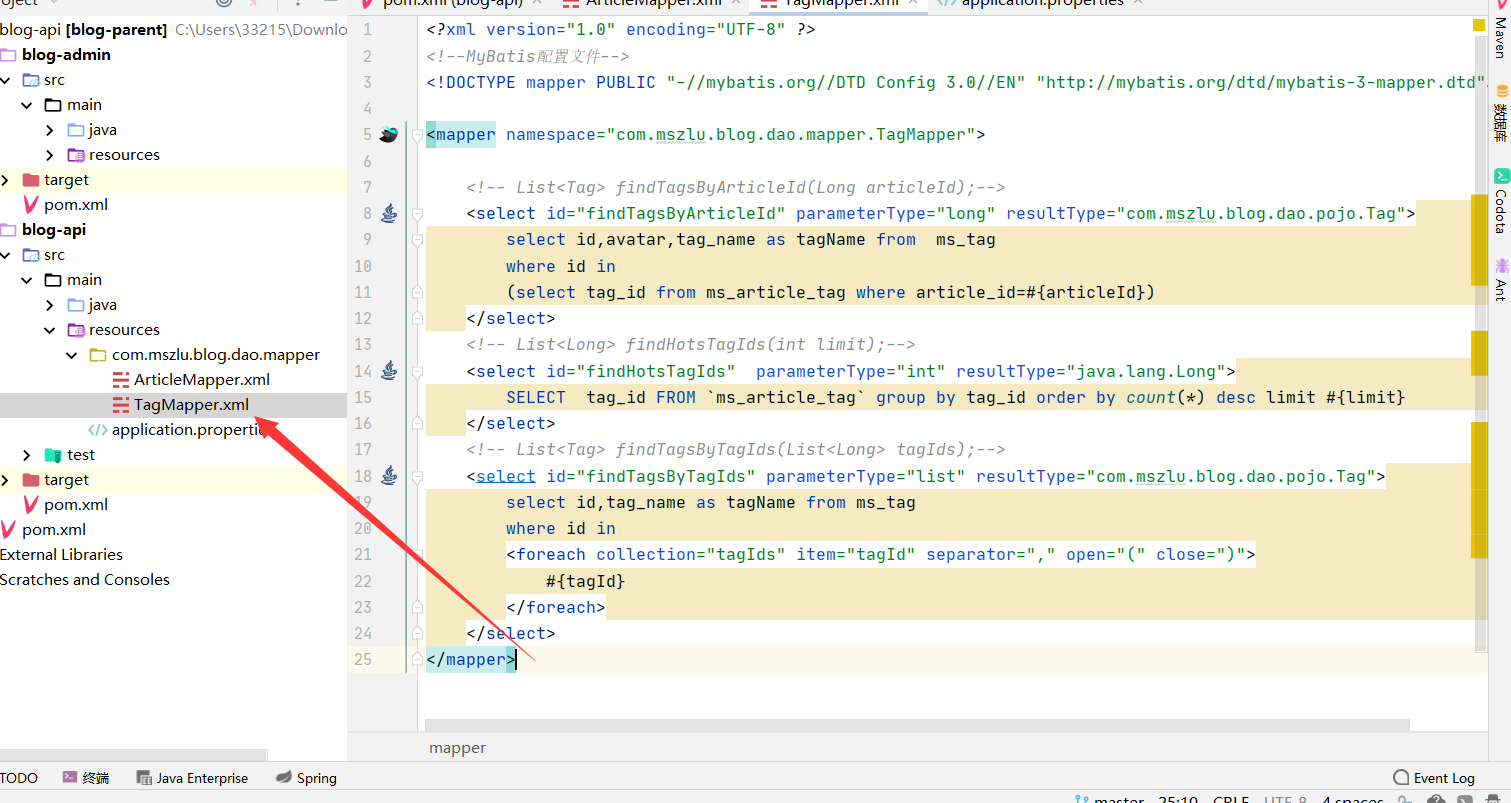 pom.xml (blog-api)
ArticleMapper.xml
TagMapper.xml
application.properties
blog-api [blog-parent] C:\Users\33215\Downlo
blog-admin
src
main
java
resources
target
pom.xml
blog-api
src
main
java
resources
com.mszlu.blog.dao.mapper
ArticleMapper.xml
TagMapper.xml
application.properti
test
target
pom.xml
pom.xml
External Libraries
Scratches and Consoles
1 <?xml version="1.0" encoding="UTF-8" ?>
2 <!--MyBatis配置文件-->
3 <!DOCTYPE mapper PUBLIC "-//mybatis.org//DTD Config 3.0//EN" "http://mybatis.org/dtd/mybatis-3-mapper.dtd"
4
5 <mapper namespace="com.mszlu.blog.dao.mapper.TagMapper">
6
7 <!-- List<Tag> findTagsByArticleId(Long articleId);-->
8 <select id="findTagsByArticleId" parameterType="long" resultType="com.mszlu.blog.dao.pojo.Tag">
9 select id,avatar,tag_name as tagName from  ms_tag
10 where id in
11 (select tag_id from ms_article_tag where article_id=#{articleId})
12 </select>
13 <!-- List<Long> findHotsTagIds(int limit);-->
14 <select id="findHotsTagIds"  parameterType="int" resultType="java.lang.Long">
15 SELECT  tag_id FROM `ms_article_tag` group by tag_id order by count(*) desc limit #{limit}
16 </select>
17 <!-- List<Tag> findTagsByTagIds(List<Long> tagIds);-->
18 <select id="findTagsByTagIds" parameterType="list" resultType="com.mszlu.blog.dao.pojo.Tag">
19 select id,tag_name as tagName from ms_tag
20 where id in
21 <foreach collection="tagIds" item="tagId" separator="," open="(" close=")">
22 #{tagId}
23 </foreach>
24 </select>
25 </mapper>
mapper
Maven
数据库
Codota
Ant
TODO
终端
Java Enterprise
Spring
Event Log
master
25:10
CRLF
UTF-8
4 spaces